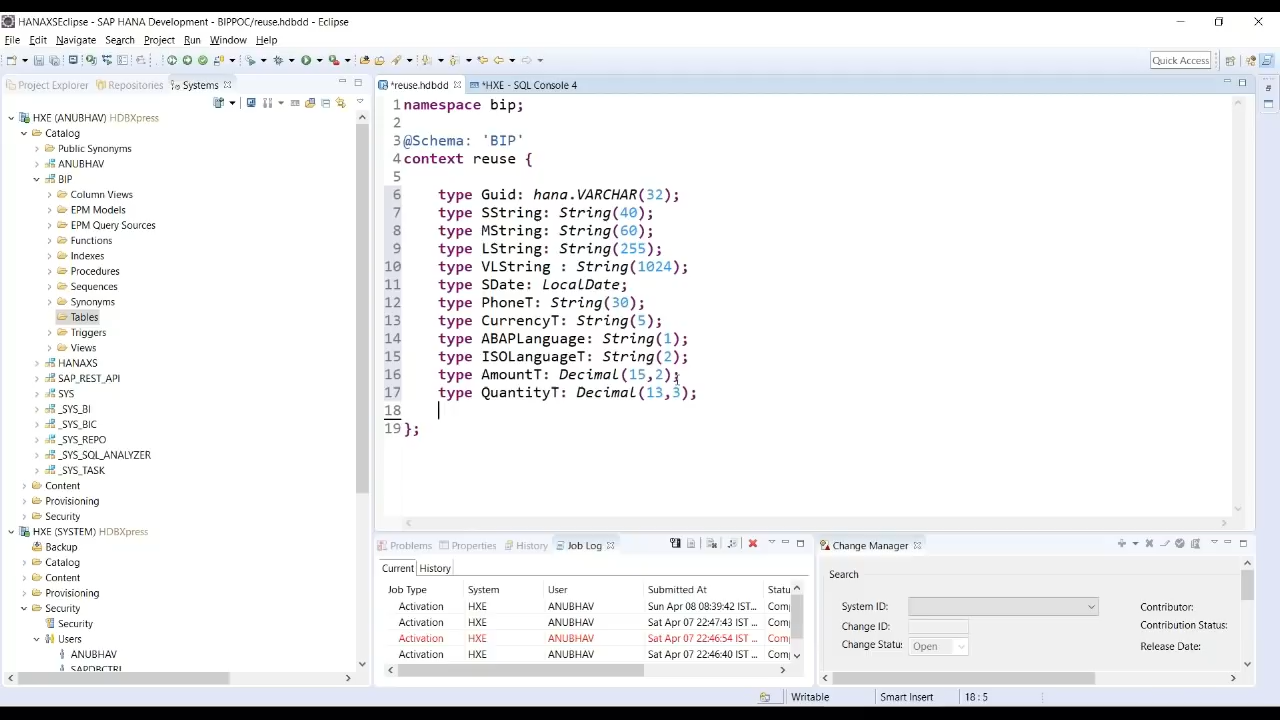 HANAXSEclipse - SAP HANA Development - BIPPOC/reuse.hdbdd - Eclipse
File Edit Navigate Search Project Run Window Help
Quick Access
Project Explorer Repositories Systems
*reuse.hdbdd *HXE - SQL Console 4
HXE (ANUBHAV) HDBXpress
Catalog
Public Synonyms
ANUBHAV
BIP
Column Views
EPM Models
EPM Query Sources
Functions
Indexes
Procedures
Sequences
Synonyms
Tables
Triggers
Views
HANAXS
SAP_REST_API
SYS
_SYS_BI
_SYS_BIC
_SYS_REPO
_SYS_SQL_ANALYZER
_SYS_TASK
Content
Provisioning
Security
HXE (SYSTEM) HDBXpress
Backup
Catalog
Content
Provisioning
Security
Security
Users
ANUBHAV
SAPDBCTRL
1 namespace bip;
2
3 @Schema: 'BIP'
4 context reuse {
5
6 type Guid: hana.VARCHAR(32);
7 type SString: String(40);
8 type MString: String(60);
9 type LString: String(255);
10 type VLString : String(1024);
11 type SDate: LocalDate;
12 type PhoneT: String(30);
13 type CurrencyT: String(5);
14 type ABAPLanguage: String(1);
15 type ISOLanguageT: String(2);
16 type AmountT: Decimal(15,2);
17 type QuantityT: Decimal(13,3);
18
19 };
Problems Properties History Job Log
Current History
Job Type System User Submitted At Statu
Activation HXE ANUBHAV Sun Apr 08 08:39:42 IST... Com
Activation HXE ANUBHAV Sat Apr 07 22:47:43 IST ... Com
Activation HXE ANUBHAV Sat Apr 07 22:46:54 IST ... Com
Activation HXE ANUBHAV Sat Apr 07 22:46:40 IST ... Com
Change Manager
Search
System ID: Contributor:
Change ID: Contribution Status:
Change Statu: Open Release Date:
Writable Smart Insert 18 : 5